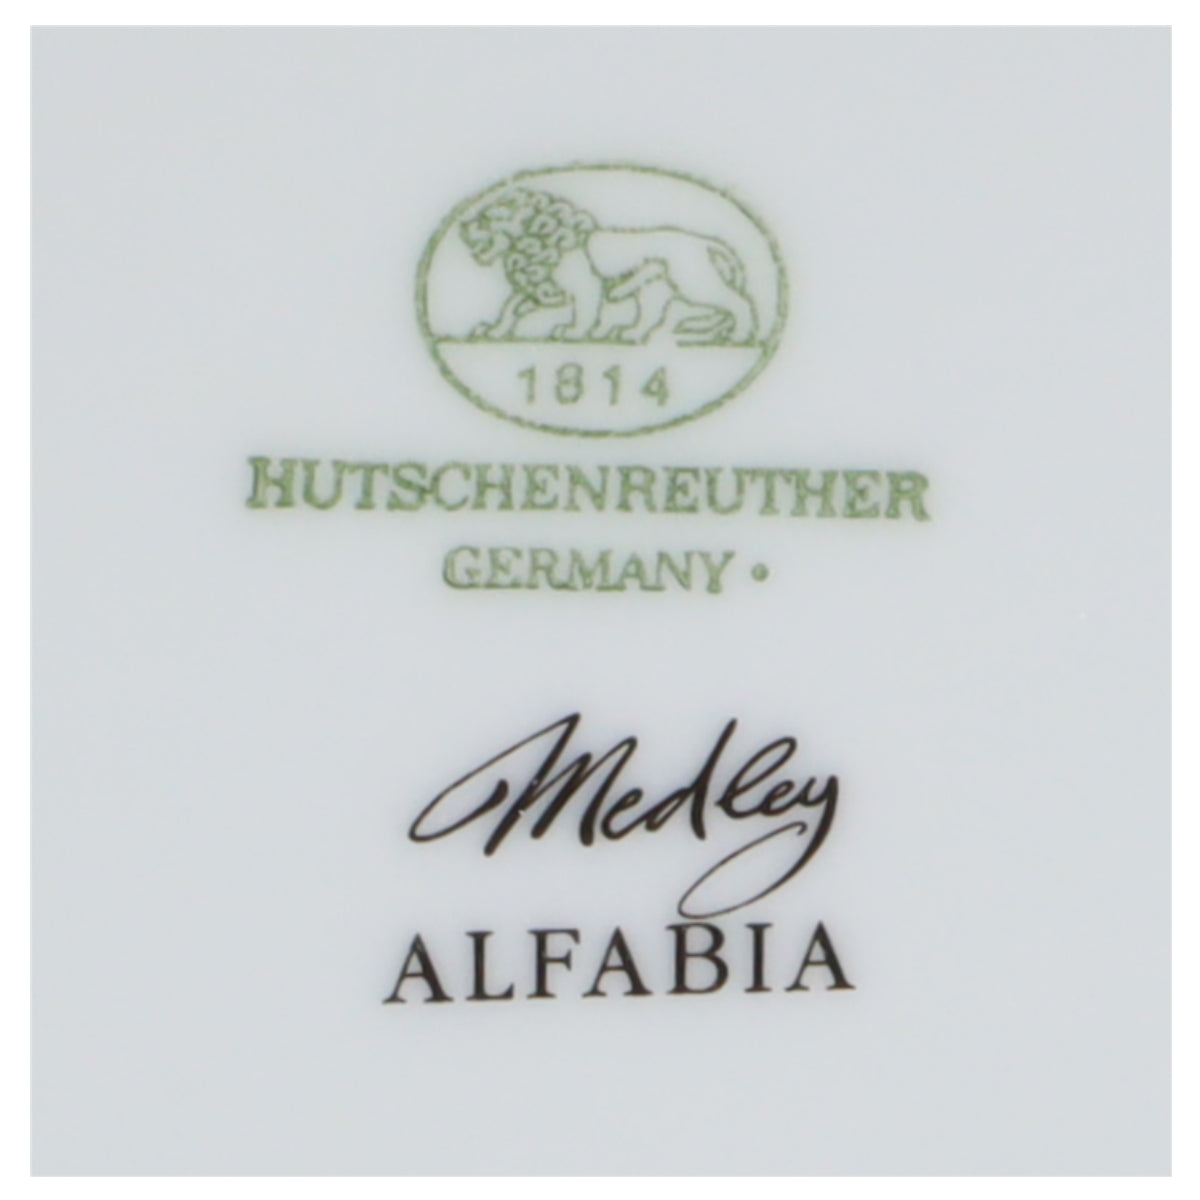 1814
HUTSCHENREUTHER
GERMANY •
Medley
ALFABIA